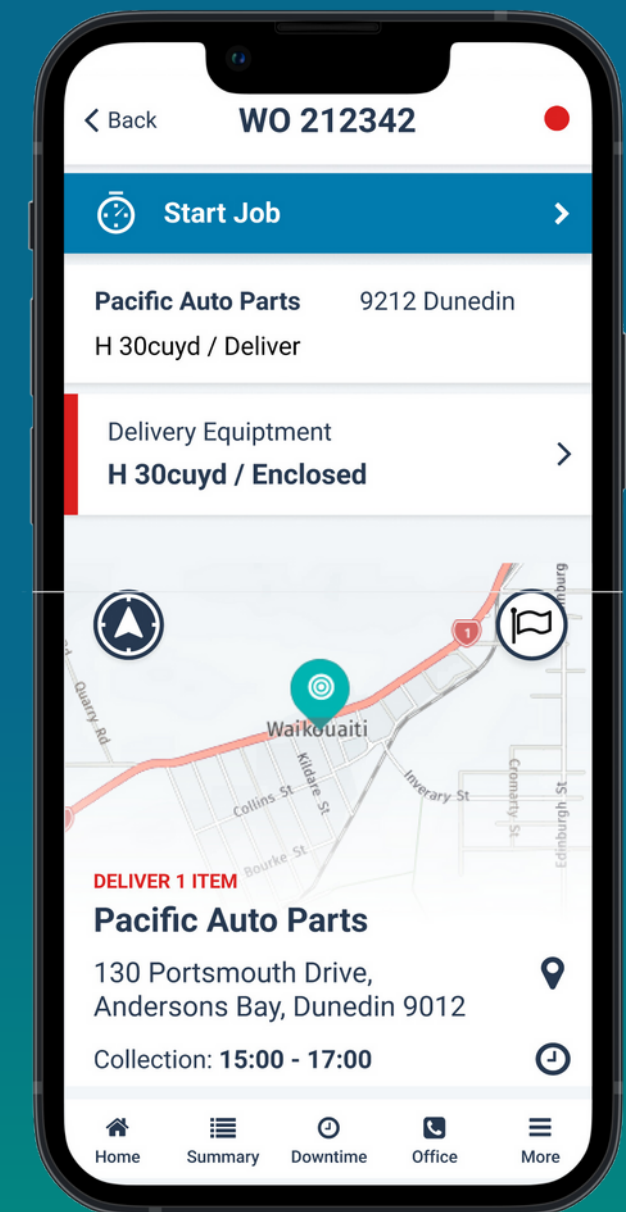 Back
WO 212342
Start Job
Pacific Auto Parts 9212 Dunedin
H 30cuyd / Deliver
Delivery Equiptment
H 30cuyd / Enclosed
1
Quarry Rd
Waikouaiti
Kildare St
Collins St
Inverary St
Cromarty St
Edinburgh St
Bourke St
DELIVER 1 ITEM
Pacific Auto Parts
130 Portsmouth Drive,
Andersons Bay, Dunedin 9012
Collection: 15:00 - 17:00
Home Summary Downtime Office More